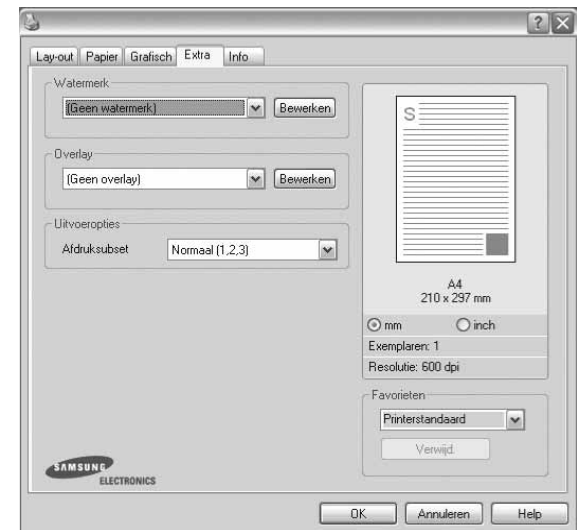 Lay-out Papier Grafisch Extra Info
Watermerk
(Geen watermerk) Bewerken
Overlay
(Geen overlay) Bewerken
Uitvoeropties
Afdruksubset Normaal (1,2,3)
S
A4
210 x 297 mm
mm inch
Exemplaren: 1
Resolutie: 600 dpi
Favorieten
Printerstandaard
Verwijd.
SAMSUNG
ELECTRONICS
OK Annuleren Help